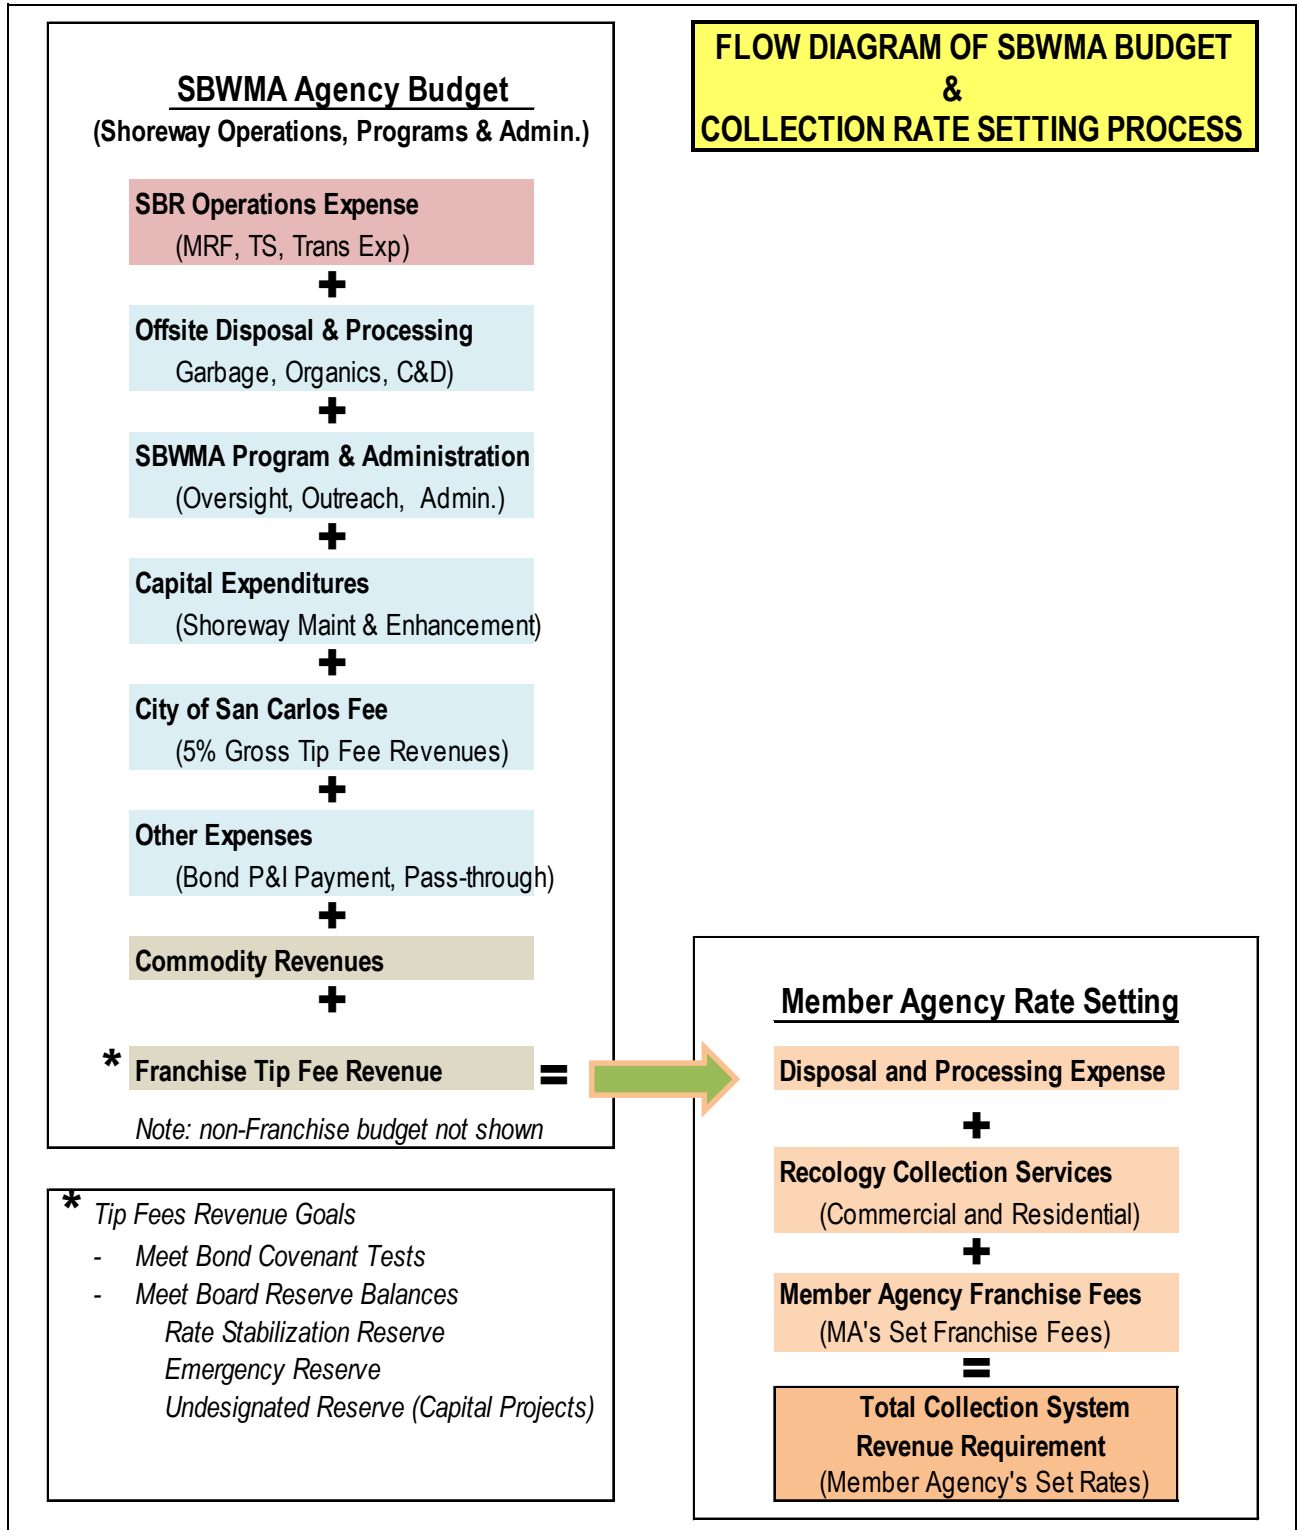 FLOW DIAGRAM OF SBWMA BUDGET
&
COLLECTION RATE SETTING PROCESS
SBWMA Agency Budget
(Shoreway Operations, Programs & Admin.)
SBR Operations Expense
(MRF, TS, Trans Exp)
+
Offsite Disposal & Processing
Garbage, Organics, C&D)
+
SBWMA Program & Administration
(Oversight, Outreach, Admin.)
+
Capital Expenditures
(Shoreway Maint & Enhancement)
+
City of San Carlos Fee
(5% Gross Tip Fee Revenues)
+
Other Expenses
(Bond P&I Payment, Pass-through)
+
Commodity Revenues
+
* Franchise Tip Fee Revenue =
Note: non-Franchise budget not shown
* Tip Fees Revenue Goals
- Meet Bond Covenant Tests
- Meet Board Reserve Balances
Rate Stabilization Reserve
Emergency Reserve
Undesignated Reserve (Capital Projects)
Member Agency Rate Setting
Disposal and Processing Expense
+
Recology Collection Services
(Commercial and Residential)
+
Member Agency Franchise Fees
(MA's Set Franchise Fees)
=
Total Collection System
Revenue Requirement
(Member Agency's Set Rates)